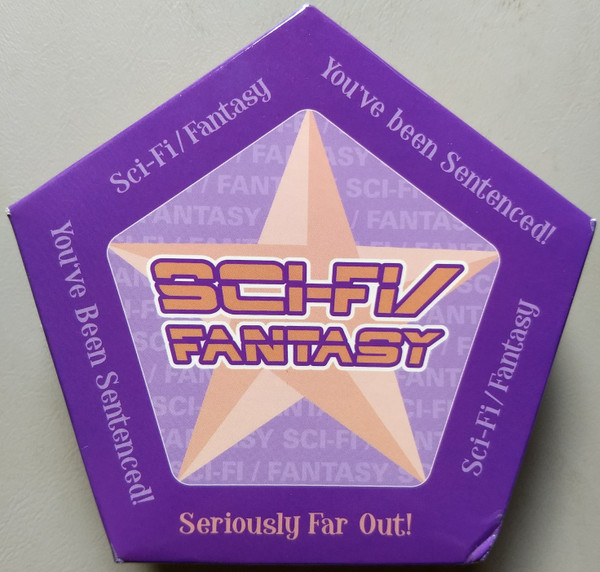 Sci-Fi/Fantasy
You've been Sentenced!
You've Been Sentenced!
Sci-Fi/Fantasy
SCI-FI/
FANTASY
Seriously Far Out!